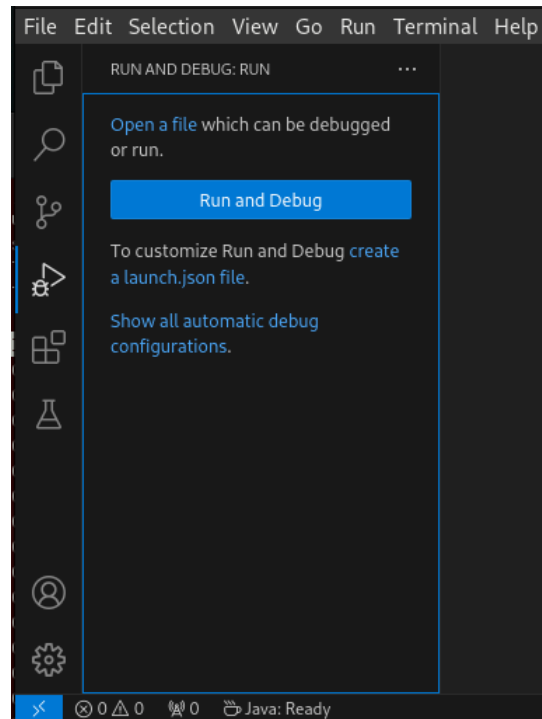 File Edit Selection View Go Run Terminal Help
RUN AND DEBUG: RUN
Open a file which can be debugged
or run.
Run and Debug
To customize Run and Debug create
a launch.json file.
Show all automatic debug
configurations.
0 0 0 Java: Ready